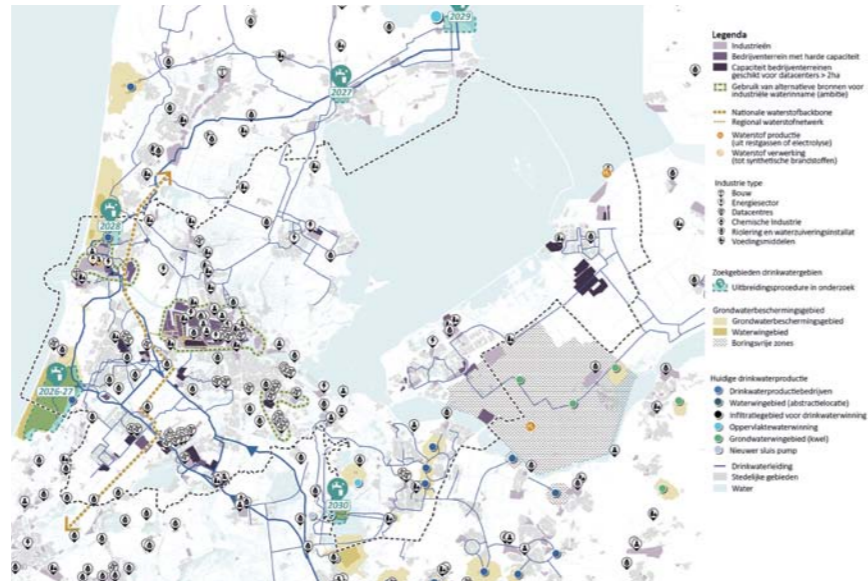 2029
2027
2028
2026-27
2030
Legenda
Industrieën
Bedrijventerrein met harde capaciteit
Capaciteit bedrijventerreinen
geschikt voor datacenters > 2ha
Gebruik van alternatieve bronnen voor
industriële waterinname (ambitie)
Nationale waterstofbackbone
Regional waterstofnetwerk
Waterstof productie
(uit restgassen of electrolyse)
Waterstof verwerking
(tot synthetische brandstoffen)
Industrie type
Bouw
Energiesector
Datacentres
Chemische Industrie
Riolering en waterzuiveringsinstallat
Voedingsmiddelen
Zoekgebieden drinkwatergebien
Uitbreidingsprocedure in onderzoek
Grondwaterbeschermingsgebied
Grondwaterbeschermingsgebied
Waterwingebied
Boringsvrije zones
Huidige drinkwaterproductie
Drinkwaterproductiebedrijven
Waterwingebied (abstractielocatie)
Infiltratiegebied voor drinkwaterwinning
Oppervlaktewaterwinning
Grondwaterwingebied (kwel)
Nieuwer sluis pump
Drinkwaterleiding
Stedelijke gebieden
Water